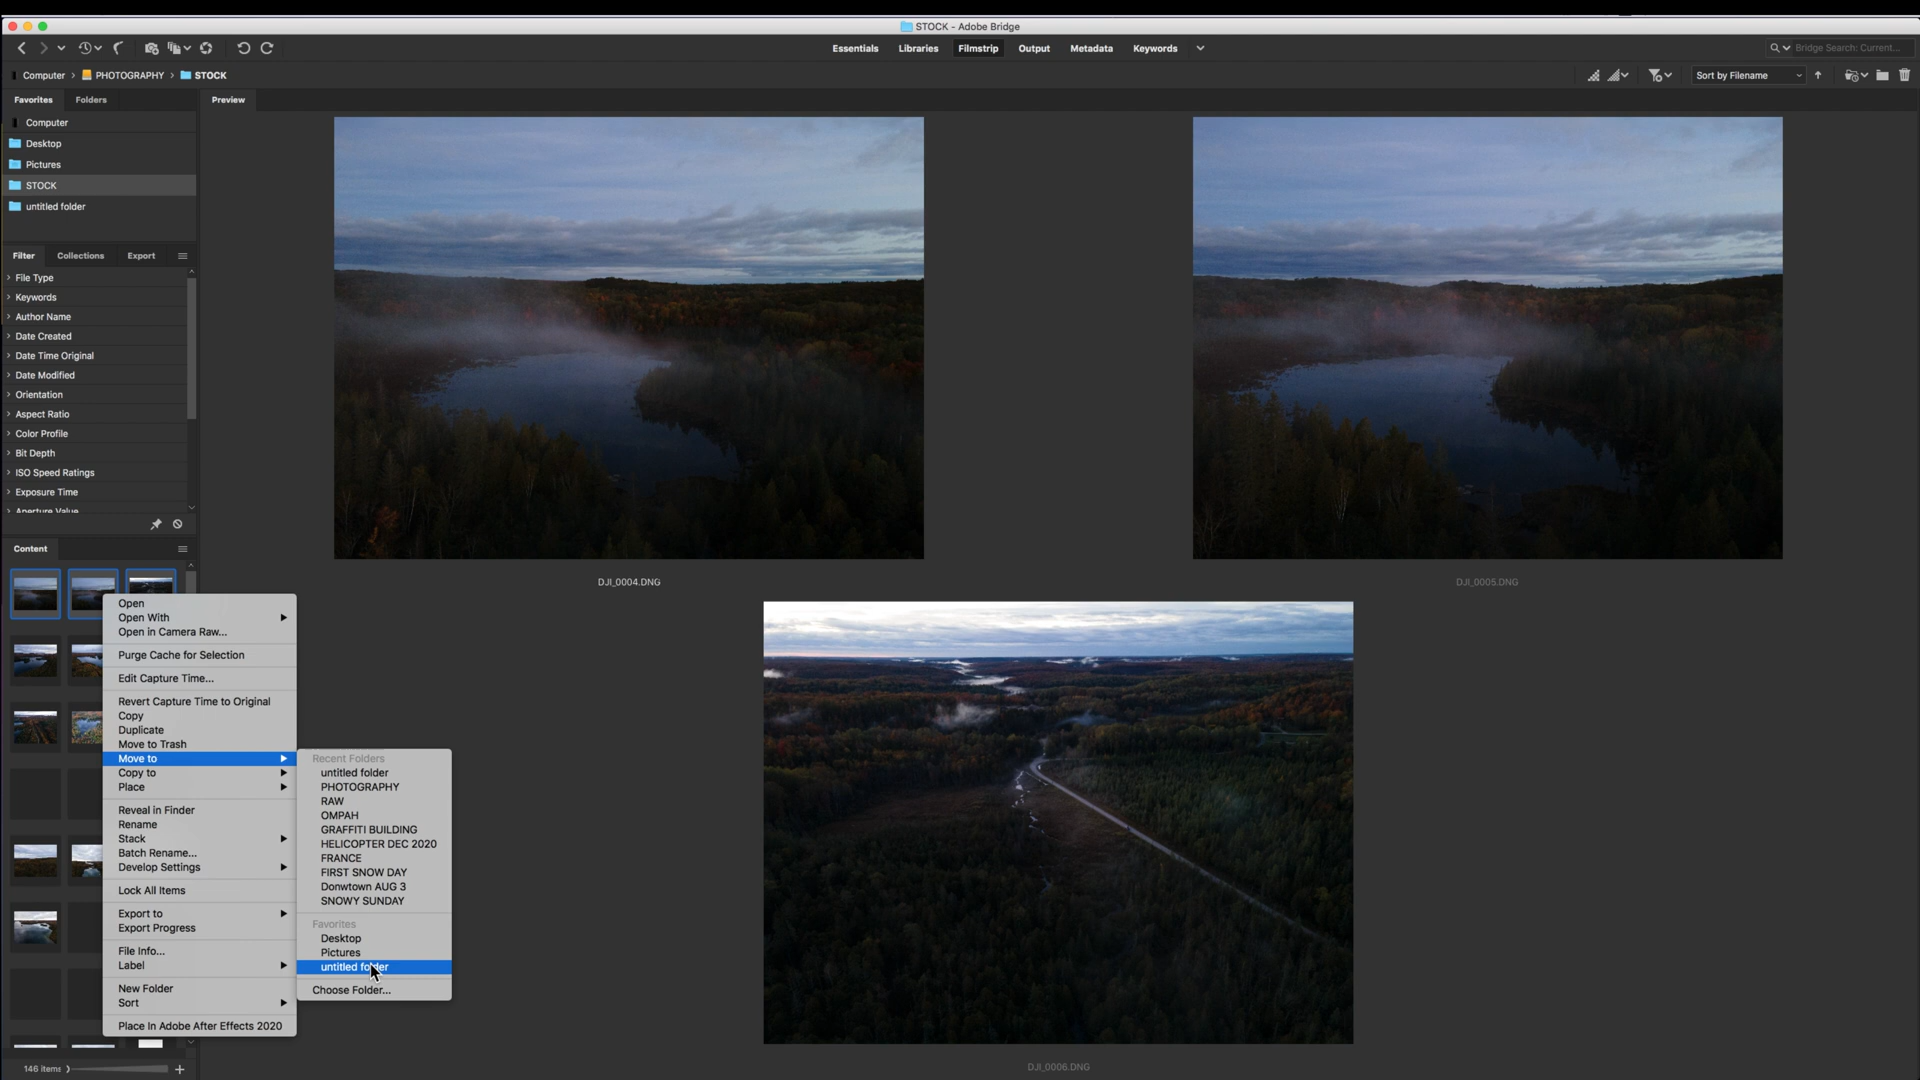 STOCK - Adobe Bridge
Essentials
Libraries
Filmstrip
Output
Metadata
Keywords
Bridge Search: Current...
Computer
PHOTOGRAPHY
STOCK
Sort by Filename
Favorites
Folders
Computer
Desktop
Pictures
STOCK
untitled folder
Preview
Filter
Collections
Export
File Type
Keywords
Author Name
Date Created
Date Time Original
Date Modified
Orientation
Aspect Ratio
Color Profile
Bit Depth
ISO Speed Ratings
Exposure Time
Aperture Value
Content
146 items
DJI_0004.DNG
DJI_0005.DNG
DJI_0006.DNG
Open
Open With
Open in Camera Raw...
Purge Cache for Selection
Edit Capture Time...
Revert Capture Time to Original
Copy
Duplicate
Move to Trash
Move to
Copy to
Place
Reveal in Finder
Rename
Stack
Batch Rename...
Develop Settings
Lock All Items
Export to
Export Progress
File Info...
Label
New Folder
Sort
Place In Adobe After Effects 2020
Recent Folders
untitled folder
PHOTOGRAPHY
RAW
OMPAH
GRAFFITI BUILDING
HELICOPTER DEC 2020
FRANCE
FIRST SNOW DAY
Donwtown AUG 3
SNOWY SUNDAY
Favorites
Desktop
Pictures
untitled folder
Choose Folder...